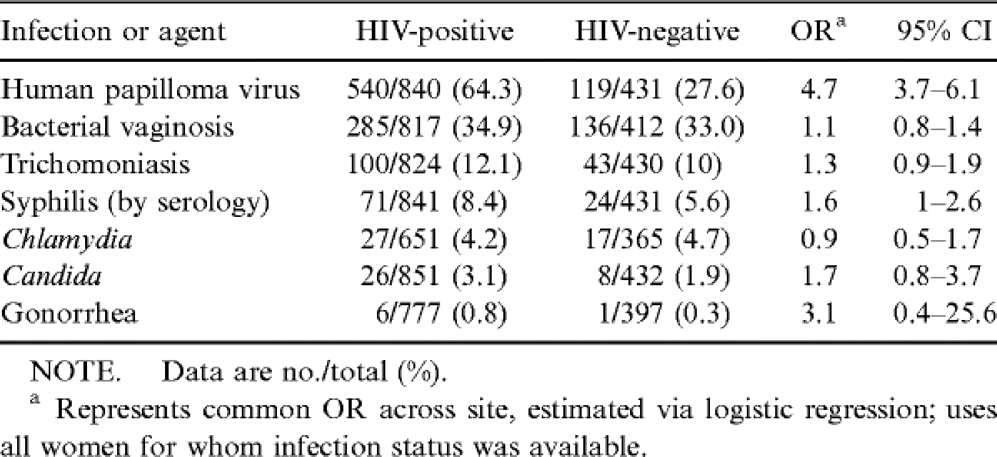 Infection or agent HIV-positive HIV-negative ORa 95% CI
Human papilloma virus 540/840 (64.3) 119/431 (27.6) 4.7 3.7–6.1
Bacterial vaginosis 285/817 (34.9) 136/412 (33.0) 1.1 0.8–1.4
Trichomoniasis 100/824 (12.1) 43/430 (10) 1.3 0.9–1.9
Syphilis (by serology) 71/841 (8.4) 24/431 (5.6) 1.6 1–2.6
Chlamydia 27/651 (4.2) 17/365 (4.7) 0.9 0.5–1.7
Candida 26/851 (3.1) 8/432 (1.9) 1.7 0.8–3.7
Gonorrhea 6/777 (0.8) 1/397 (0.3) 3.1 0.4–25.6
NOTE. Data are no./total (%).
a Represents common OR across site, estimated via logistic regression; uses
all women for whom infection status was available.